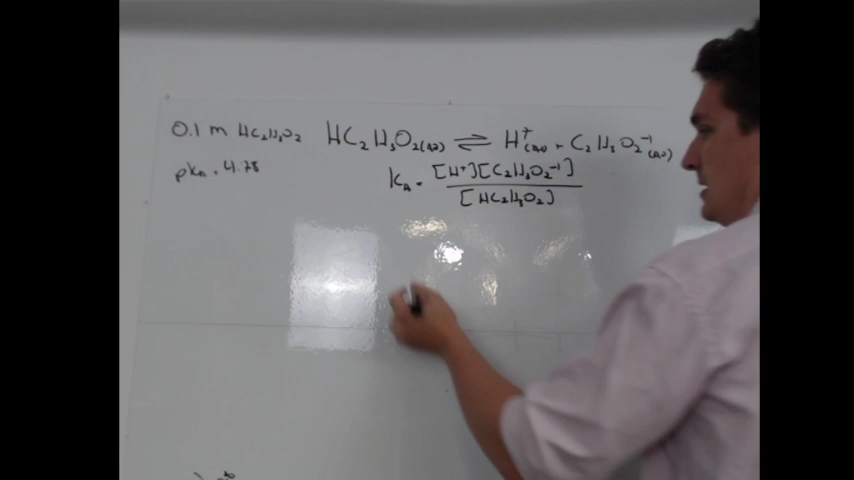 0.1 m HC₂H₃O₂ HC₂H₃O₂(AQ) ⇌ H⁺(AQ) + C₂H₃O₂⁻¹(AQ)
pKA = 4.78
KA = [H⁺][C₂H₃O₂⁻¹] / [HC₂H₃O₂]